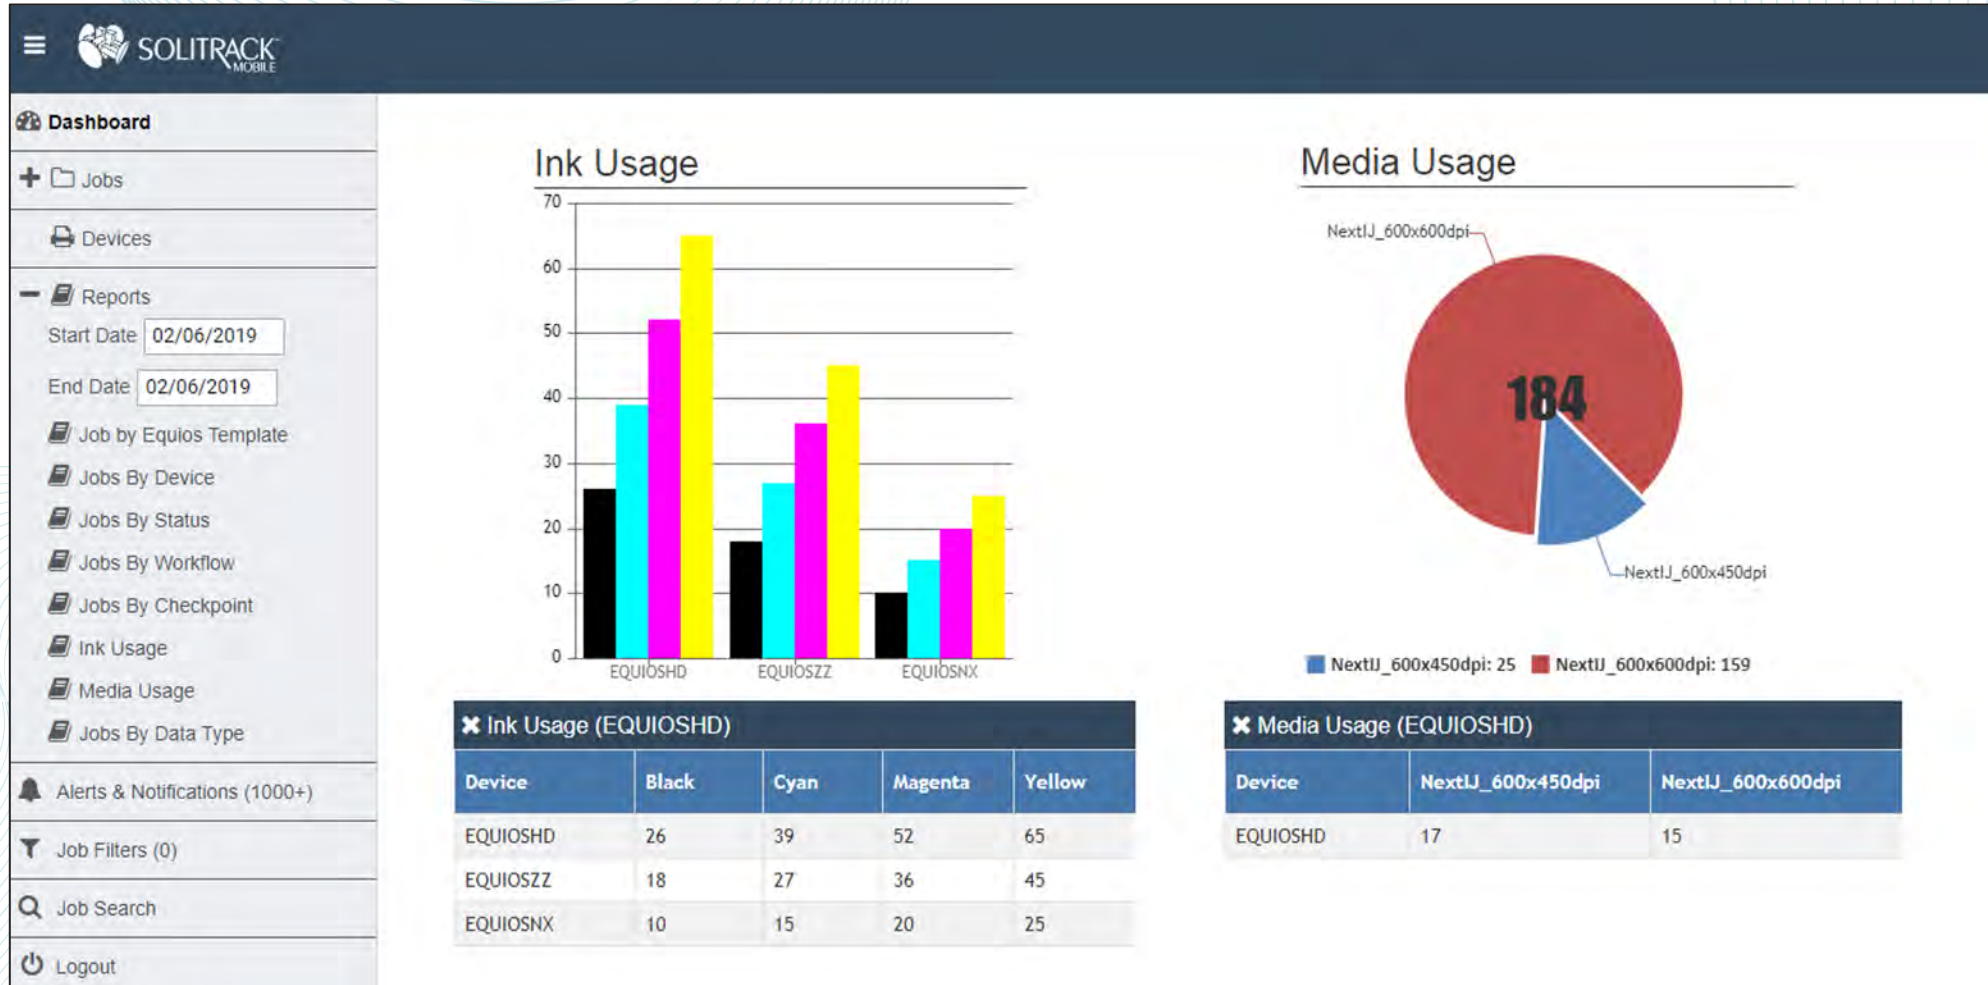 SOLITRACK
MOBILE
Dashboard
Jobs
Devices
Reports
Start Date 02/06/2019
End Date 02/06/2019
Job by Equios Template
Jobs By Device
Jobs By Status
Jobs By Workflow
Jobs By Checkpoint
Ink Usage
Media Usage
Jobs By Data Type
Alerts & Notifications (1000+)
Job Filters (0)
Job Search
Logout
Ink Usage
70
60
50
40
30
20
10
0
EQUIOSHD EQUIOSZZ EQUIOSNX
Ink Usage (EQUIOSHD)
Device Black Cyan Magenta Yellow
EQUIOSHD 26 39 52 65
EQUIOSZZ 18 27 36 45
EQUIOSNX 10 15 20 25
Media Usage
NextIJ_600x600dpi
184
NextIJ_600x450dpi
NextIJ_600x450dpi: 25 NextIJ_600x600dpi: 159
Media Usage (EQUIOSHD)
Device NextIJ_600x450dpi NextIJ_600x600dpi
EQUIOSHD 17 15